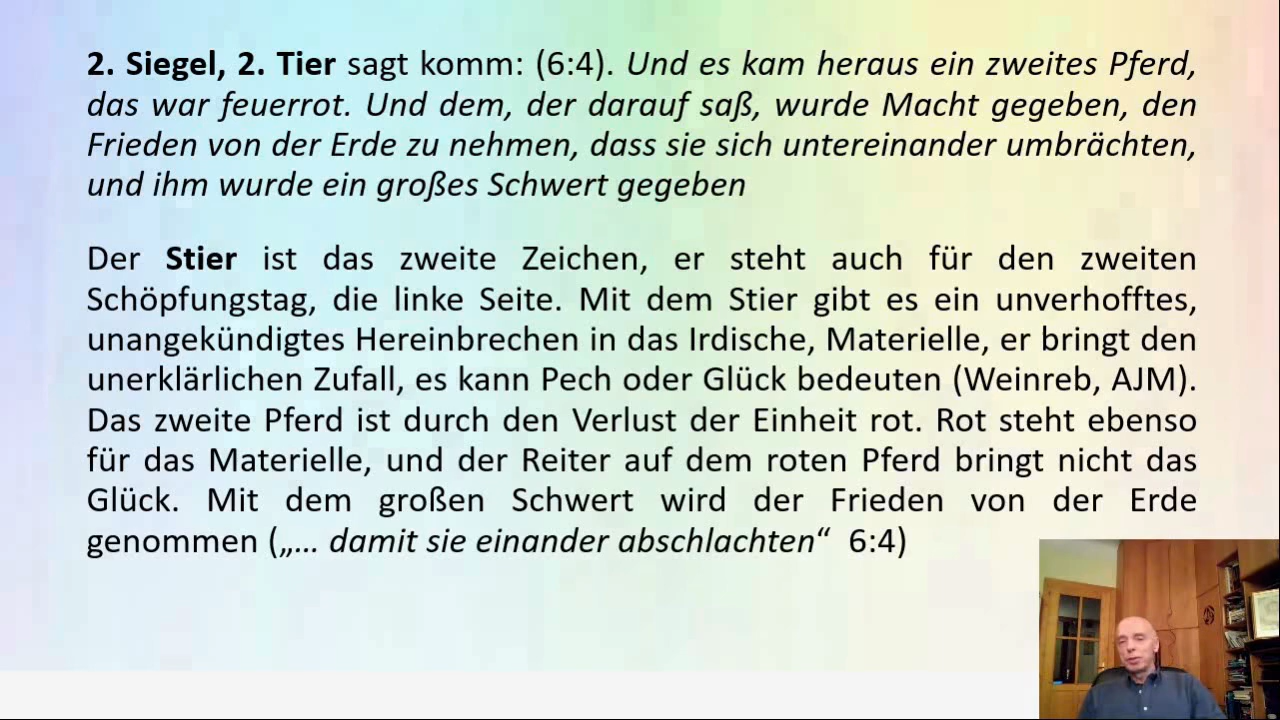 2. Siegel, 2. Tier sagt komm: (6:4). Und es kam heraus ein zweites Pferd,
das war feuerrot. Und dem, der darauf saß, wurde Macht gegeben, den
Frieden von der Erde zu nehmen, dass sie sich untereinander umbrächten,
und ihm wurde ein großes Schwert gegeben
Der Stier ist das zweite Zeichen, er steht auch für den zweiten
Schöpfungstag, die linke Seite. Mit dem Stier gibt es ein unverhofftes,
unangekündigtes Hereinbrechen in das Irdische, Materielle, er bringt den
unerklärlichen Zufall, es kann Pech oder Glück bedeuten (Weinreb, AJM).
Das zweite Pferd ist durch den Verlust der Einheit rot. Rot steht ebenso
für das Materielle, und der Reiter auf dem roten Pferd bringt nicht das
Glück. Mit dem großen Schwert wird der Frieden von der Erde
genommen („… damit sie einander abschlachten“ 6:4)